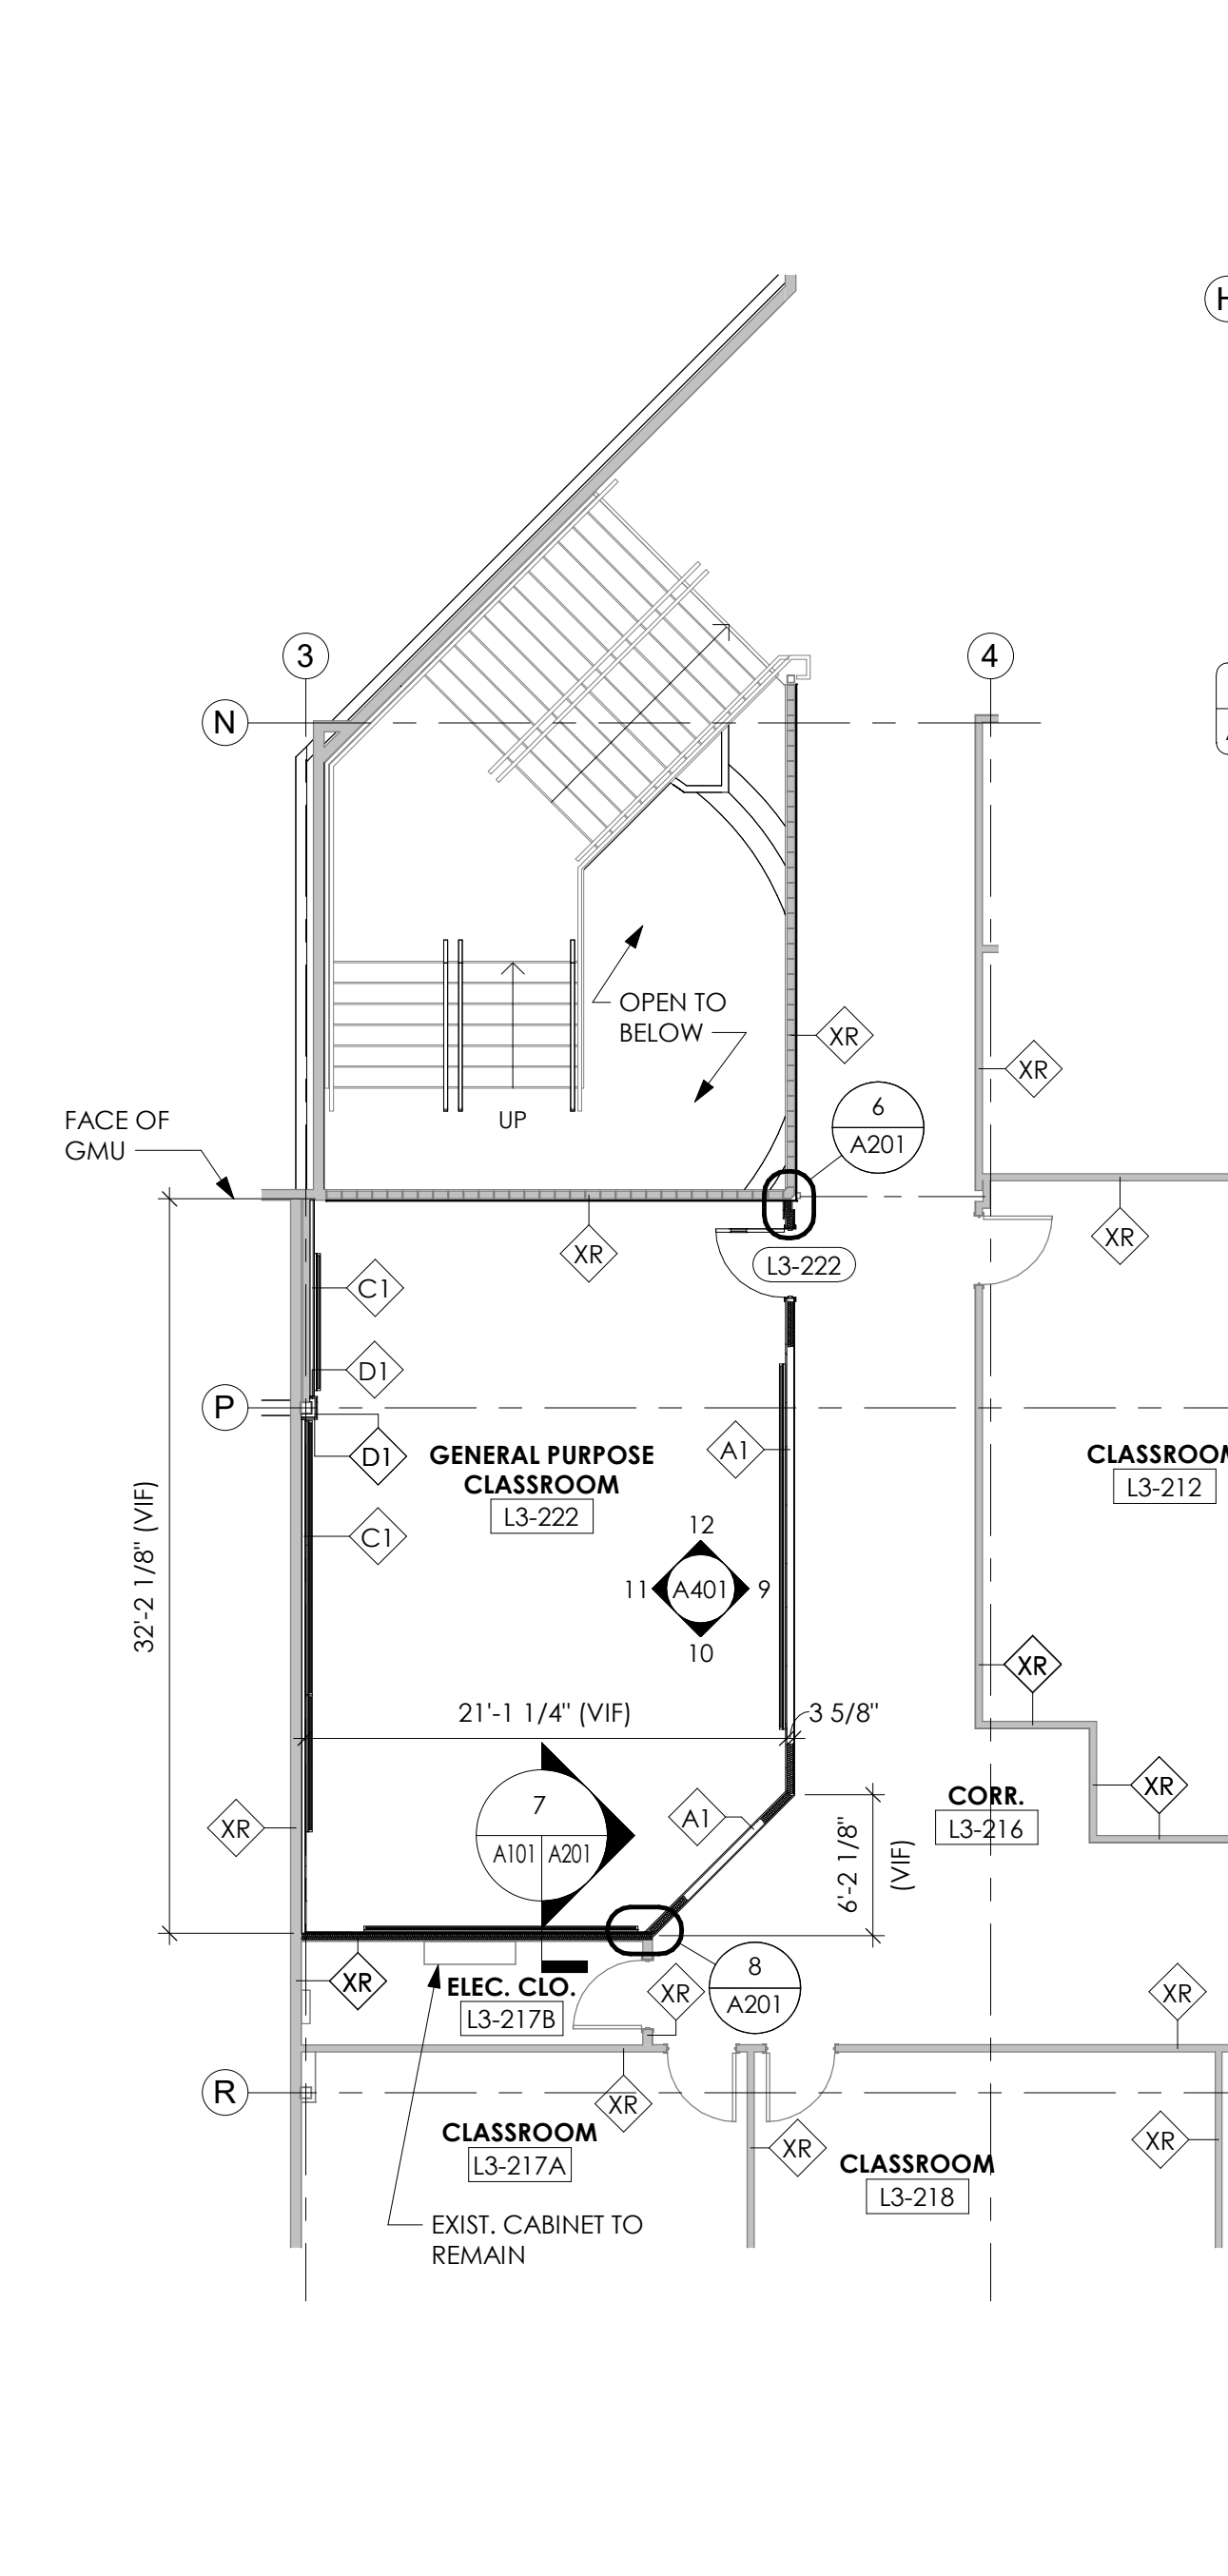 H
3
4
N
OPEN TO
BELOW
XR
XR
6
A201
UP
FACE OF
GMU
XR
XR
L3-222
C1
D1
P
D1
GENERAL PURPOSE
CLASSROOM
L3-222
A1
CLASSROOM
L3-212
C1
32'-2 1/8" (VIF)
12
11
A401
9
10
XR
21'-1 1/4" (VIF)
3 5/8"
XR
CORR.
L3-216
7
A101
A201
A1
XR
6'-2 1/8"
(VIF)
8
A201
XR
ELEC. CLO.
L3-217B
XR
XR
R
XR
CLASSROOM
L3-217A
XR
CLASSROOM
L3-218
XR
EXIST. CABINET TO
REMAIN